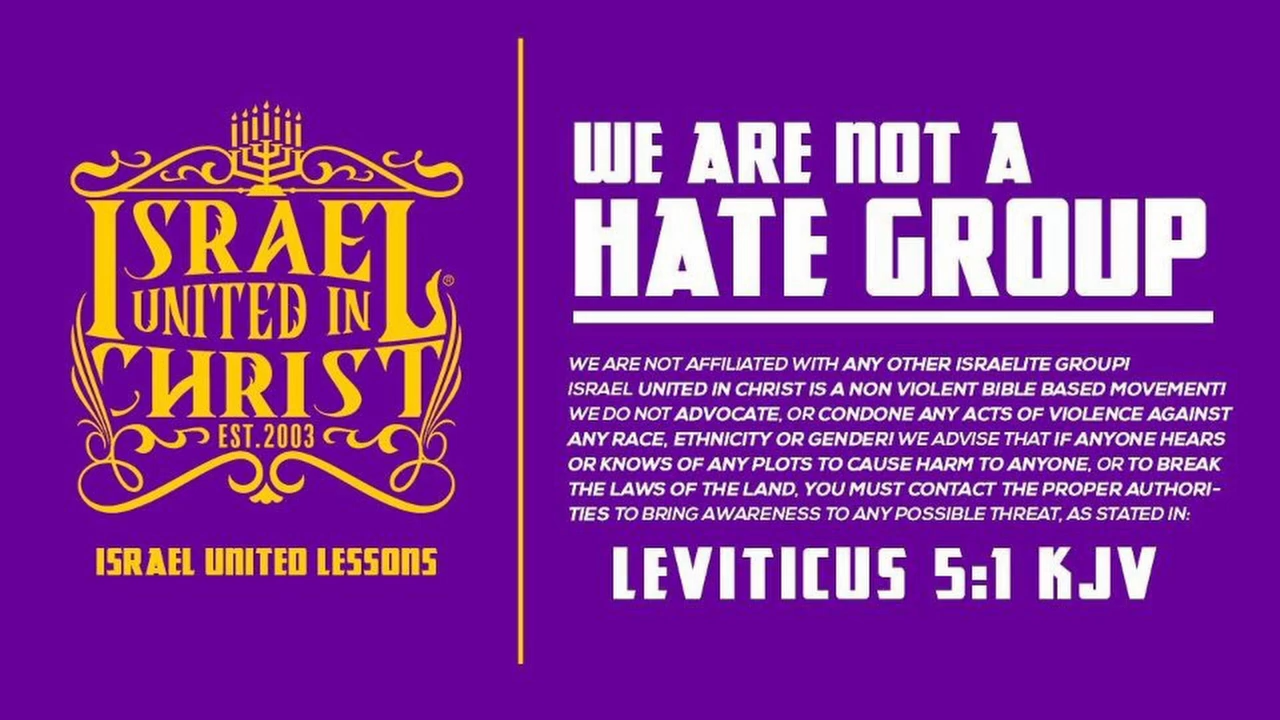 ISRAEL
UNITED IN
CHRIST
EST. 2003
®
ISRAEL UNITED LESSONS
WE ARE NOT A
HATE GROUP
WE ARE NOT AFFILIATED WITH ANY OTHER ISRAELITE GROUP!
ISRAEL UNITED IN CHRIST IS A NON VIOLENT BIBLE BASED MOVEMENT!
WE DO NOT ADVOCATE, OR CONDONE ANY ACTS OF VIOLENCE AGAINST
ANY RACE, ETHNICITY OR GENDER! WE ADVISE THAT IF ANYONE HEARS
OR KNOWS OF ANY PLOTS TO CAUSE HARM TO ANYONE, OR TO BREAK
THE LAWS OF THE LAND, YOU MUST CONTACT THE PROPER AUTHORI-
TIES TO BRING AWARENESS TO ANY POSSIBLE THREAT, AS STATED IN:
LEVITICUS 5:1 KJV